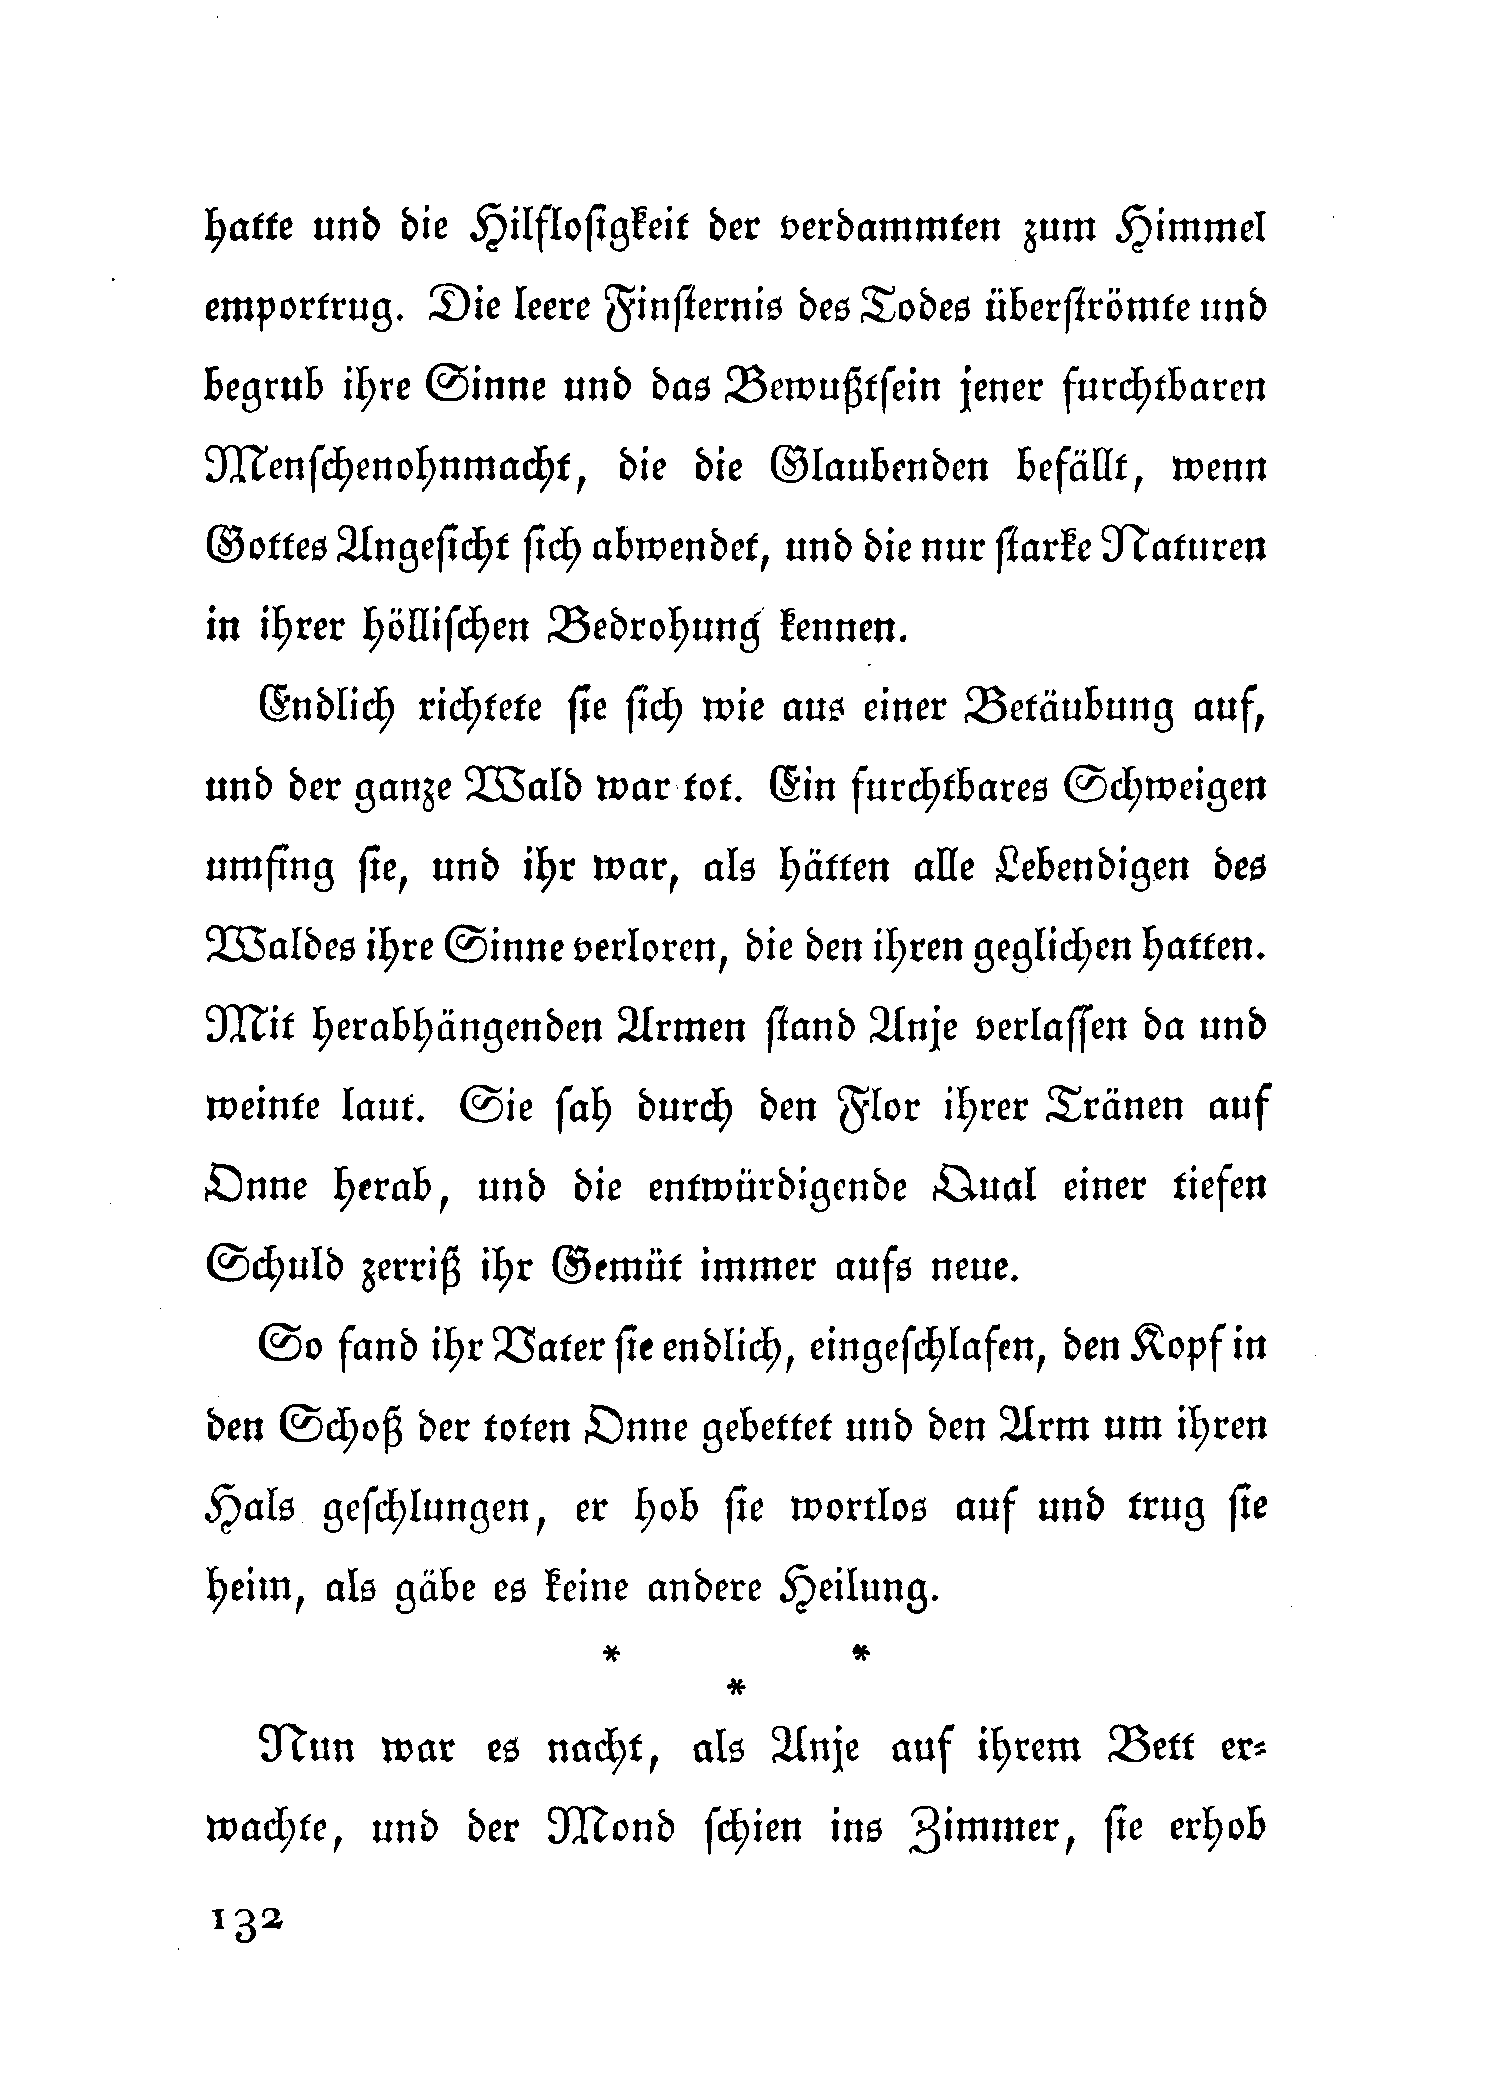 hatte und die Hilflosigkeit der verdammten zum Himmel
emportrug. Die leere Finsternis des Todes überströmte und
begrub ihre Sinne und das Bewußtsein jener furchtbaren
Menschenohnmacht, die die Glaubenden befällt, wenn
Gottes Angesicht sich abwendet, und die nur starke Naturen
in ihrer höllischen Bedrohung kennen.
Endlich richtete sie sich wie aus einer Betäubung auf,
und der ganze Wald war tot. Ein furchtbares Schweigen
umfing sie, und ihr war, als hätten alle Lebendigen des
Waldes ihre Sinne verloren, die den ihren geglichen hatten.
Mit herabhängenden Armen stand Anje verlassen da und
weinte laut. Sie sah durch den Flor ihrer Tränen auf
Onne herab, und die entwürdigende Qual einer tiefen
Schuld zerriß ihr Gemüt immer aufs neue.
So fand ihr Vater sie endlich, eingeschlafen, den Kopf in
den Schoß der toten Onne gebettet und den Arm um ihren
Hals geschlungen, er hob sie wortlos auf und trug sie
heim, als gäbe es keine andere Heilung.
* *
*
Nun war es nacht, als Anje auf ihrem Bett er-
wachte, und der Mond schien ins Zimmer, sie erhob
132